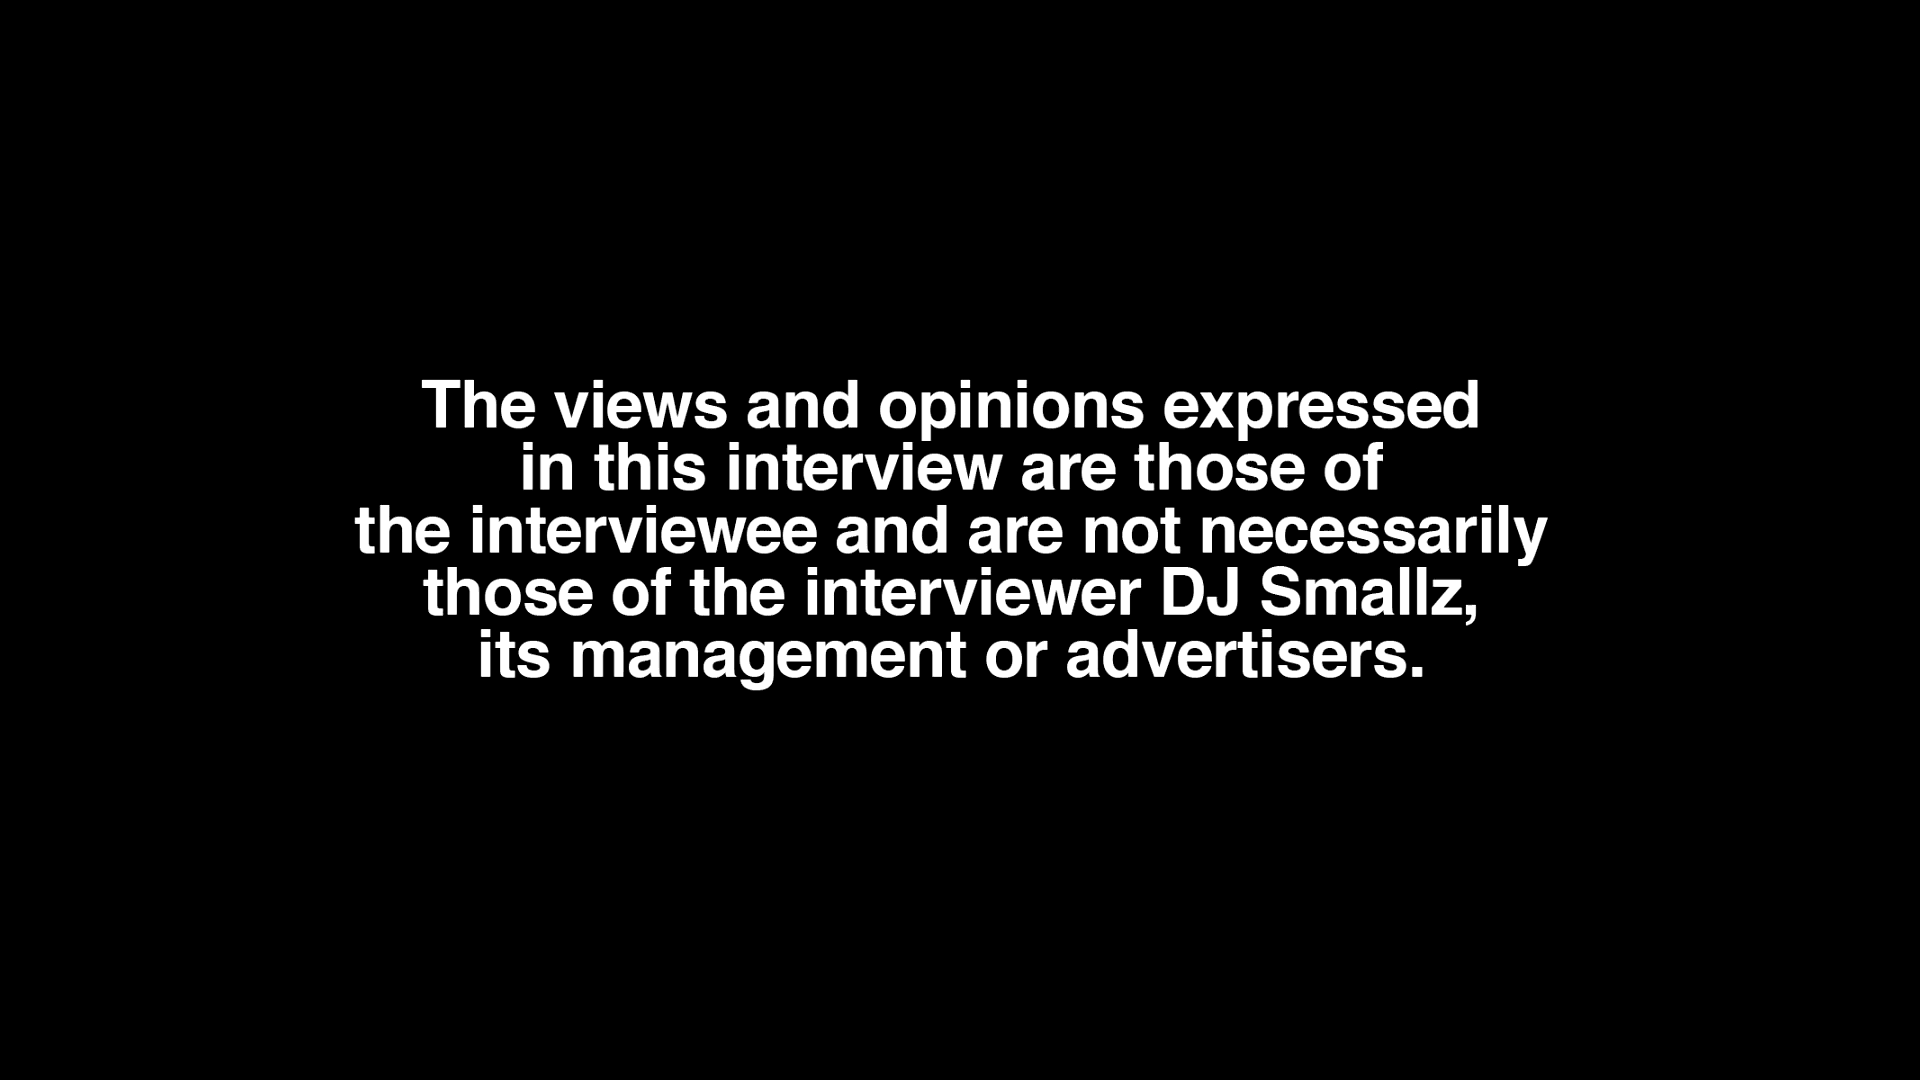 The views and opinions expressed
in this interview are those of
the interviewee and are not necessarily
those of the interviewer DJ Smallz,
its management or advertisers.